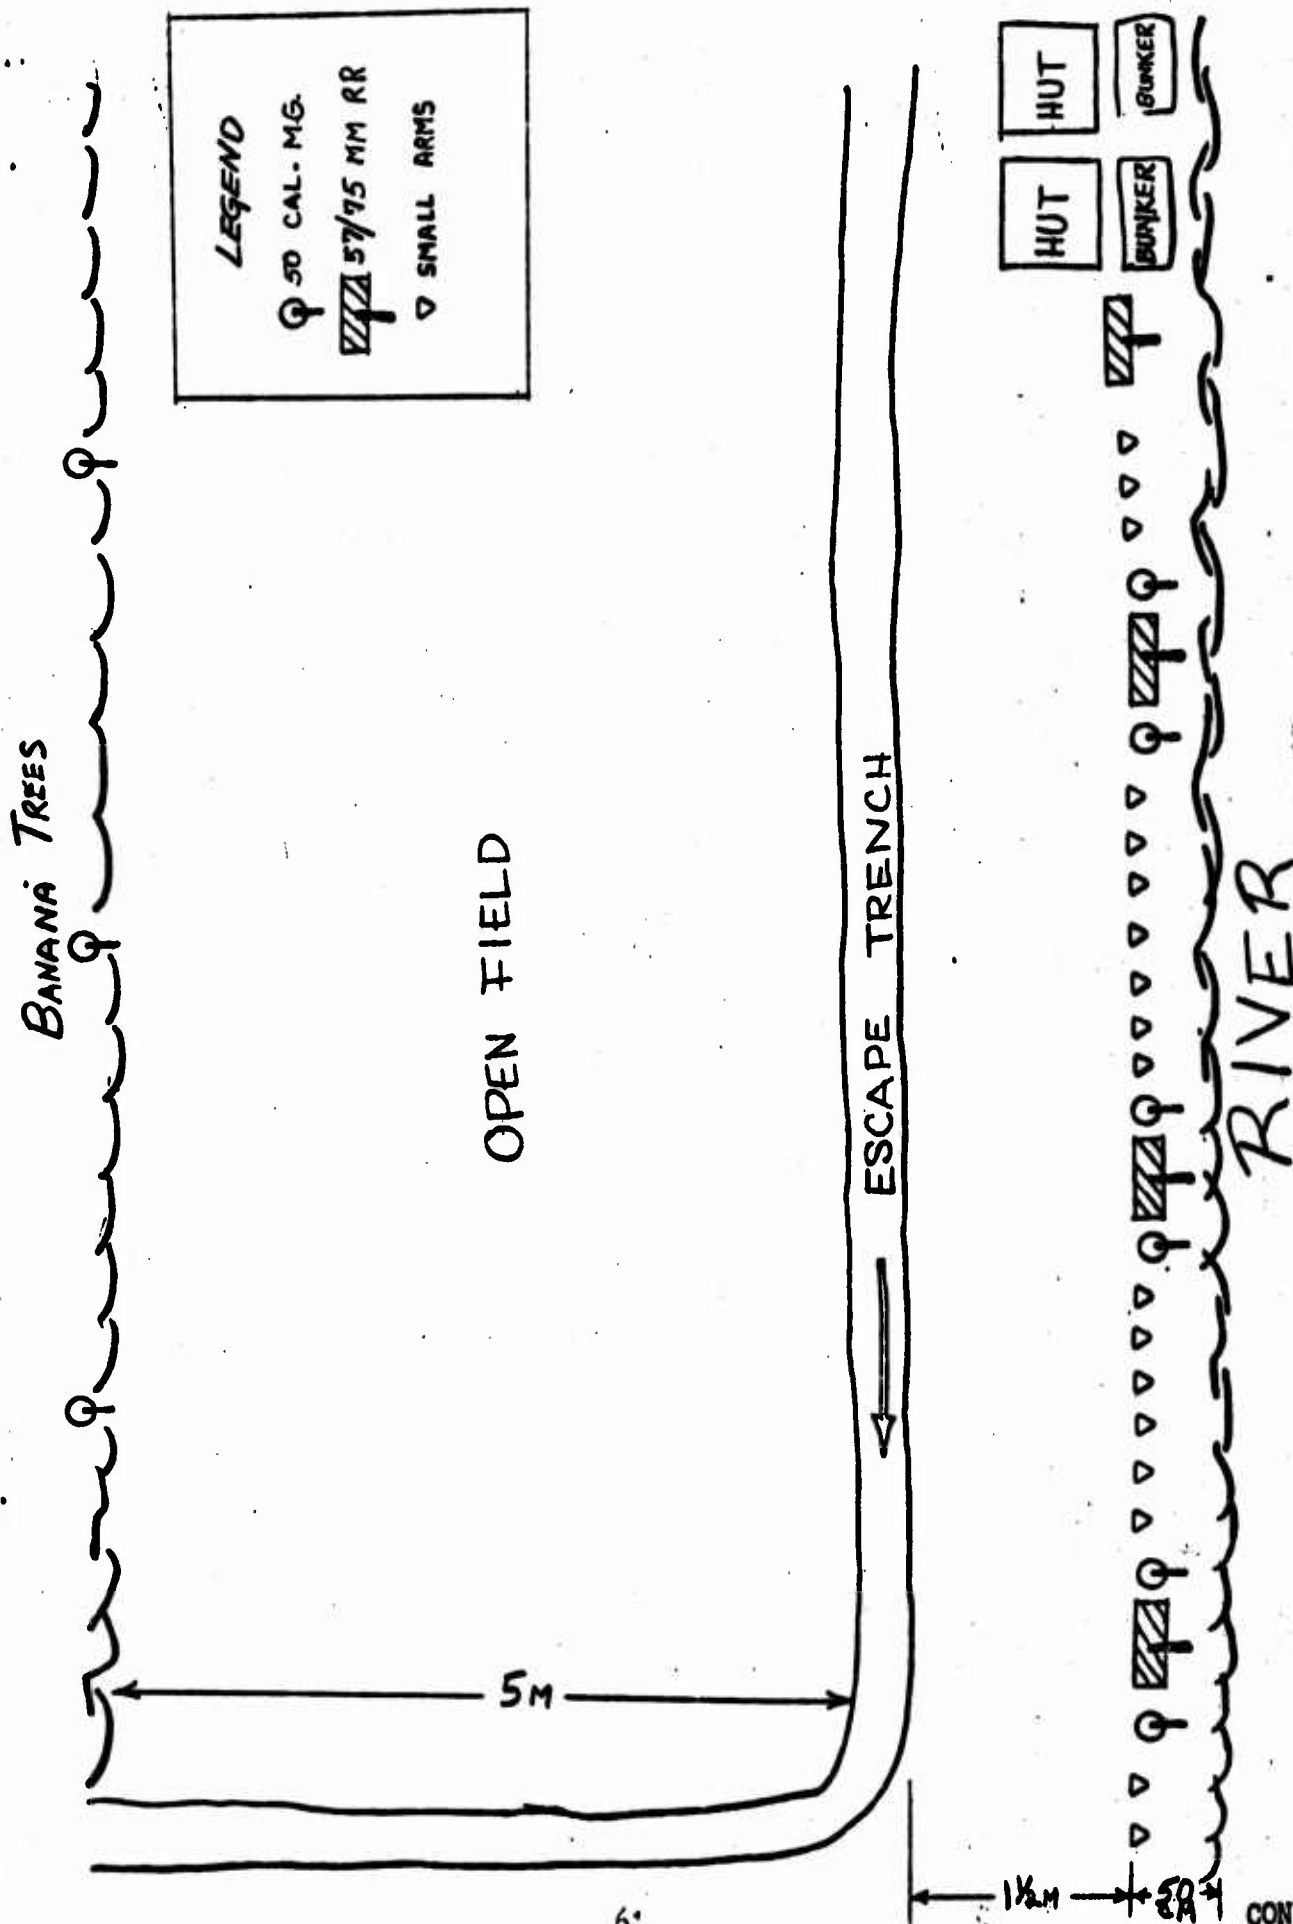 BANANA TREES
LEGEND
50 CAL. MG.
57/75 MM RR
SMALL ARMS
OPEN FIELD
5M
ESCAPE TRENCH
HUT
HUT
BUNKER
BUNKER
1½M
50
RIVER
CON